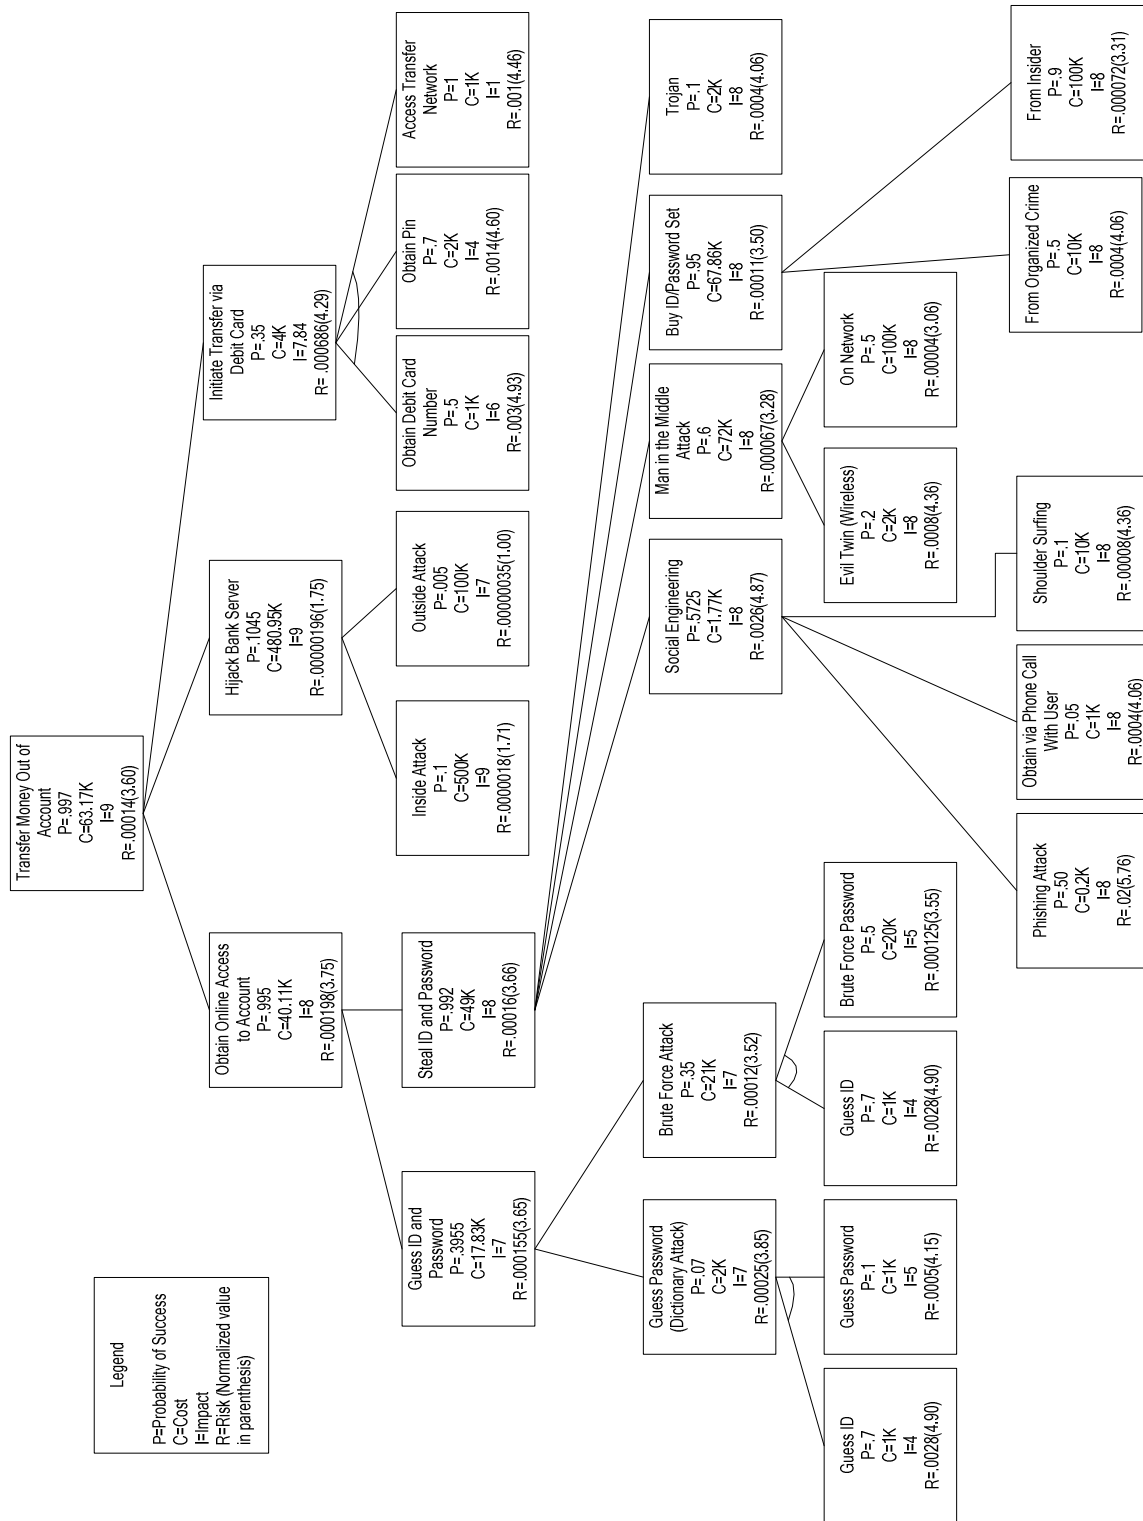 Legend
P=Probability of Success
C=Cost
I=Impact
R=Risk (Normalized value
in parenthesis)
Transfer Money Out of
Account
P=.997
C=63.17K
I=9
R=.00014(3.60)
Obtain Online Access
to Account
P=.995
C=40.11K
I=8
R=.000198(3.75)
Hijack Bank Server
P=.1045
C=480.95K
I=9
R=.00000196(1.75)
Initiate Transfer via
Debit Card
P=.35
C=4K
I=7.84
R= .000686(4.29)
Guess ID and
Password
P=.3955
C=17.83K
I=7
R=.000155(3.65)
Steal ID and Password
P=.992
C=49K
I=8
R=.00016(3.66)
Inside Attack
P=.1
C=500K
I=9
R=.0000018(1.71)
Outside Attack
P=.005
C=100K
I=7
R=.00000035(1.00)
Obtain Debit Card
Number
P=.5
C=1K
I=6
R=.003(4.93)
Obtain Pin
P=.7
C=2K
I=4
R=.0014(4.60)
Access Transfer
Network
P=1
C=1K
I=1
R=.001(4.46)
Guess Password
(Dictionary Attack)
P=.07
C=2K
I=7
R=.00025(3.85)
Brute Force Attack
P=.35
C=21K
I=7
R=.00012(3.52)
Social Engineering
P=.5725
C=1.77K
I=8
R=.0026(4.87)
Man in the Middle
Attack
P=.6
C=72K
I=8
R=.000067(3.28)
Buy ID/Password Set
P=.95
C=67.86K
I=8
R=.00011(3.50)
Trojan
P=.1
C=2K
I=8
R=.0004(4.06)
Guess ID
P=.7
C=1K
I=4
R=.0028(4.90)
Guess Password
P=.1
C=1K
I=5
R=.0005(4.15)
Guess ID
P=.7
C=1K
I=4
R=.0028(4.90)
Brute Force Password
P=.5
C=20K
I=5
R=.000125(3.55)
Evil Twin (Wireless)
P=.2
C=2K
I=8
R=.0008(4.36)
On Network
P=.5
C=100K
I=8
R=.00004(3.06)
Phishing Attack
P=.50
C=0.2K
I=8
R=.02(5.76)
Obtain via Phone Call
With User
P=.05
C=1K
I=8
R=.0004(4.06)
Shoulder Surfing
P=.1
C=10K
I=8
R=.00008(4.36)
From Organized Crime
P=.5
C=10K
I=8
R=.0004(4.06)
From Insider
P=.9
C=100K
I=8
R=.000072(3.31)